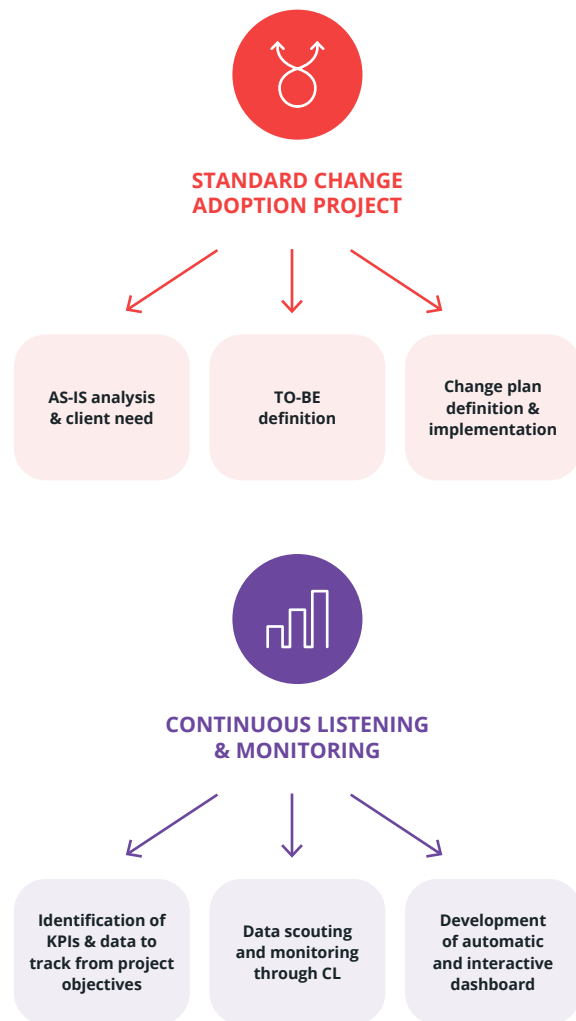 STANDARD CHANGE
ADOPTION PROJECT
AS-IS analysis
& client need
TO-BE
definition
Change plan
definition &
implementation
CONTINUOUS LISTENING
& MONITORING
Identification of
KPIs & data to
track from project
objectives
Data scouting
and monitoring
through CL
Development
of automatic
and interactive
dashboard